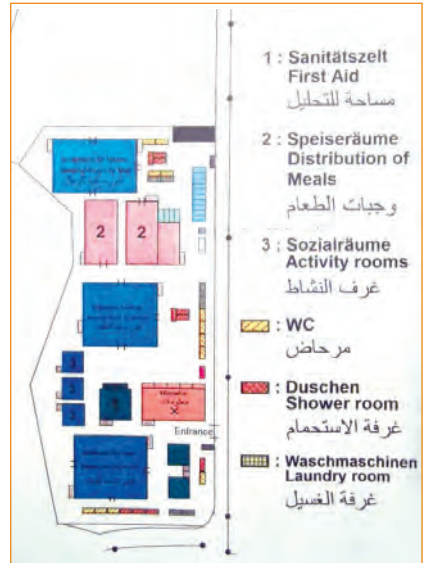 1 : Sanitätszelt
First Aid
مساحة للتحليل
2 : Speiseräume
Distribution of
Meals
وجبات الطعام
3 : Sozialräume
Activity rooms
غرف النشاط
: WC
مرحاض
: Duschen
Shower room
غرفة الاستحمام
: Waschmaschinen
Laundry room
غرفة الغسيل
2
2
3
3
3
Entrance